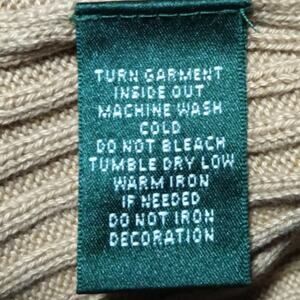 TURN GARMENT
INSIDE OUT
MACHINE WASH
COLD
DO NOT BLEACH
TUMBLE DRY LOW
WARM IRON
IF NEEDED
DO NOT IRON
DECORATION